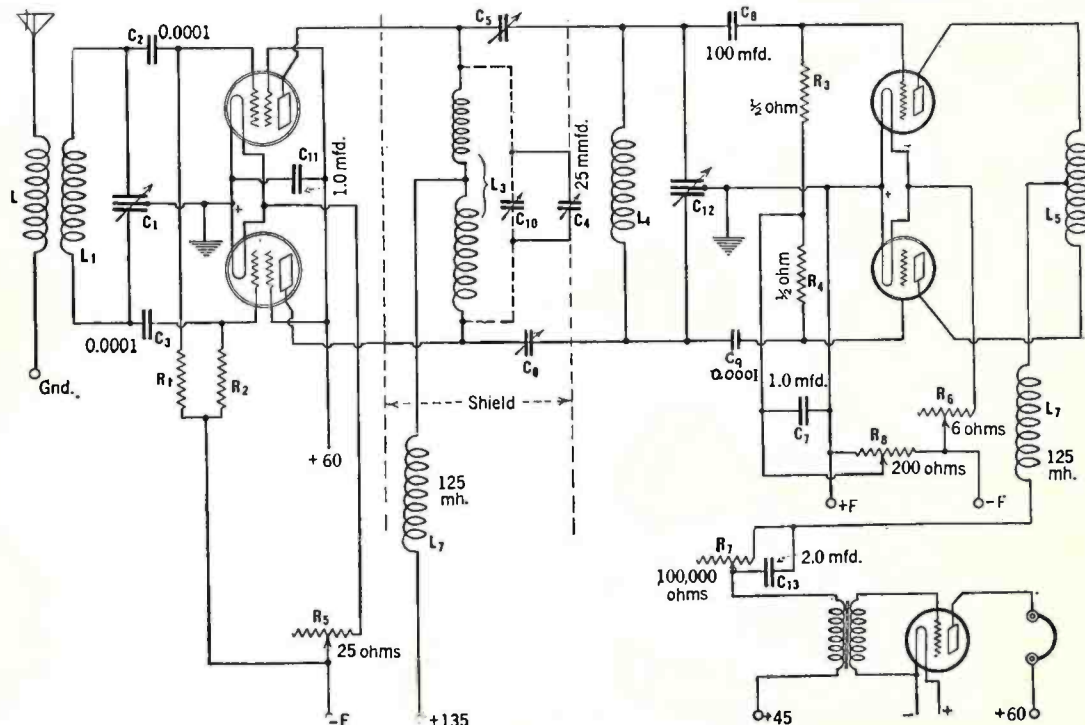 C2 0.0001
C5
C8
100 mfd.
R3
½ ohm
C11
1.0 mfd.
L
L1
C1
+
L3
C10
25 mmfd.
C4
L4
C12
+
-
L5
½ ohm
R4
C3
0.0001
C9
0.0001
C6
Gnd.
R1
R2
Shield
+60
125
mh.
L7
1.0 mfd.
C7
R6
6 ohms
R8
200 ohms
+F
-F
L7
125
mh.
R7
100,000
ohms
2.0 mfd.
C13
R5
25 ohms
-F
+135
+45
-
+
+60